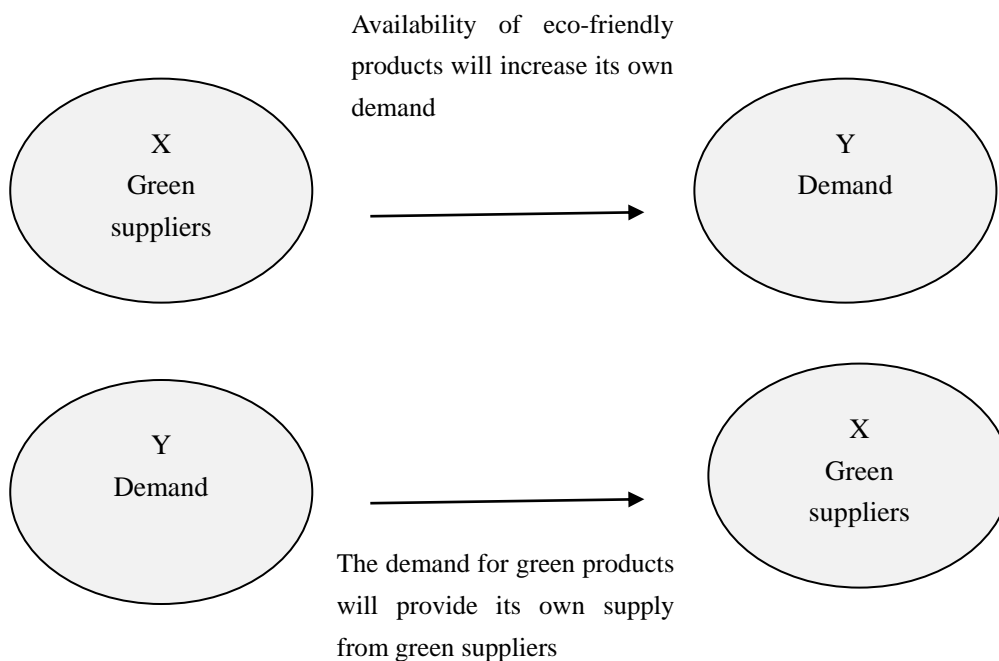 Availability of eco-friendly
products will increase its own
demand
X
Green
suppliers
Y
Demand
Y
Demand
X
Green
suppliers
The demand for green products
will provide its own supply
from green suppliers